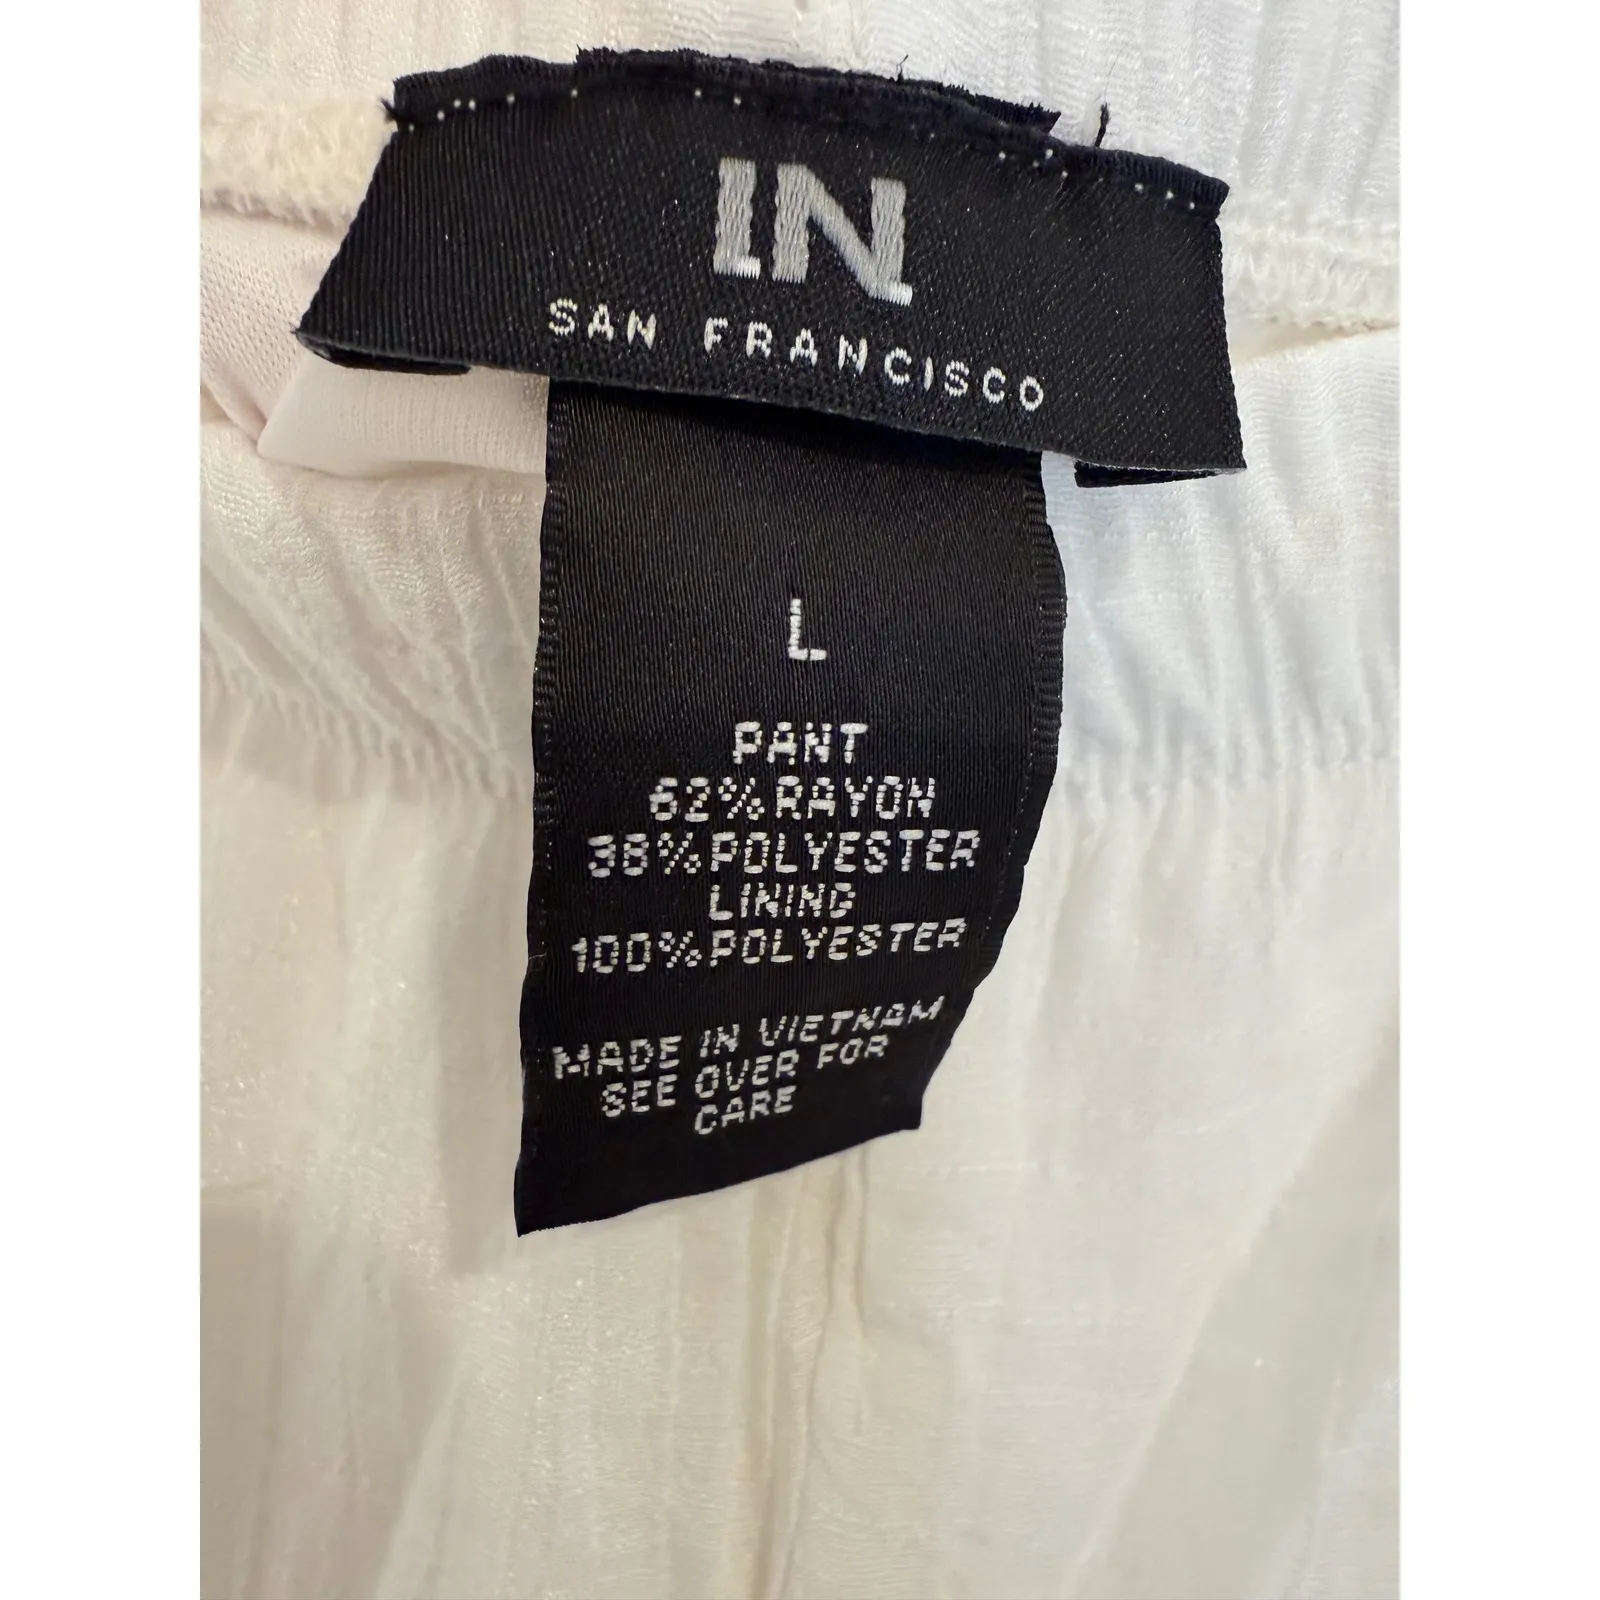 IN
SAN FRANCISCO
L
PANT
62%RAYON
38%POLYESTER
LINING
100%POLYESTER
MADE IN VIETNAM
SEE OVER FOR
CARE